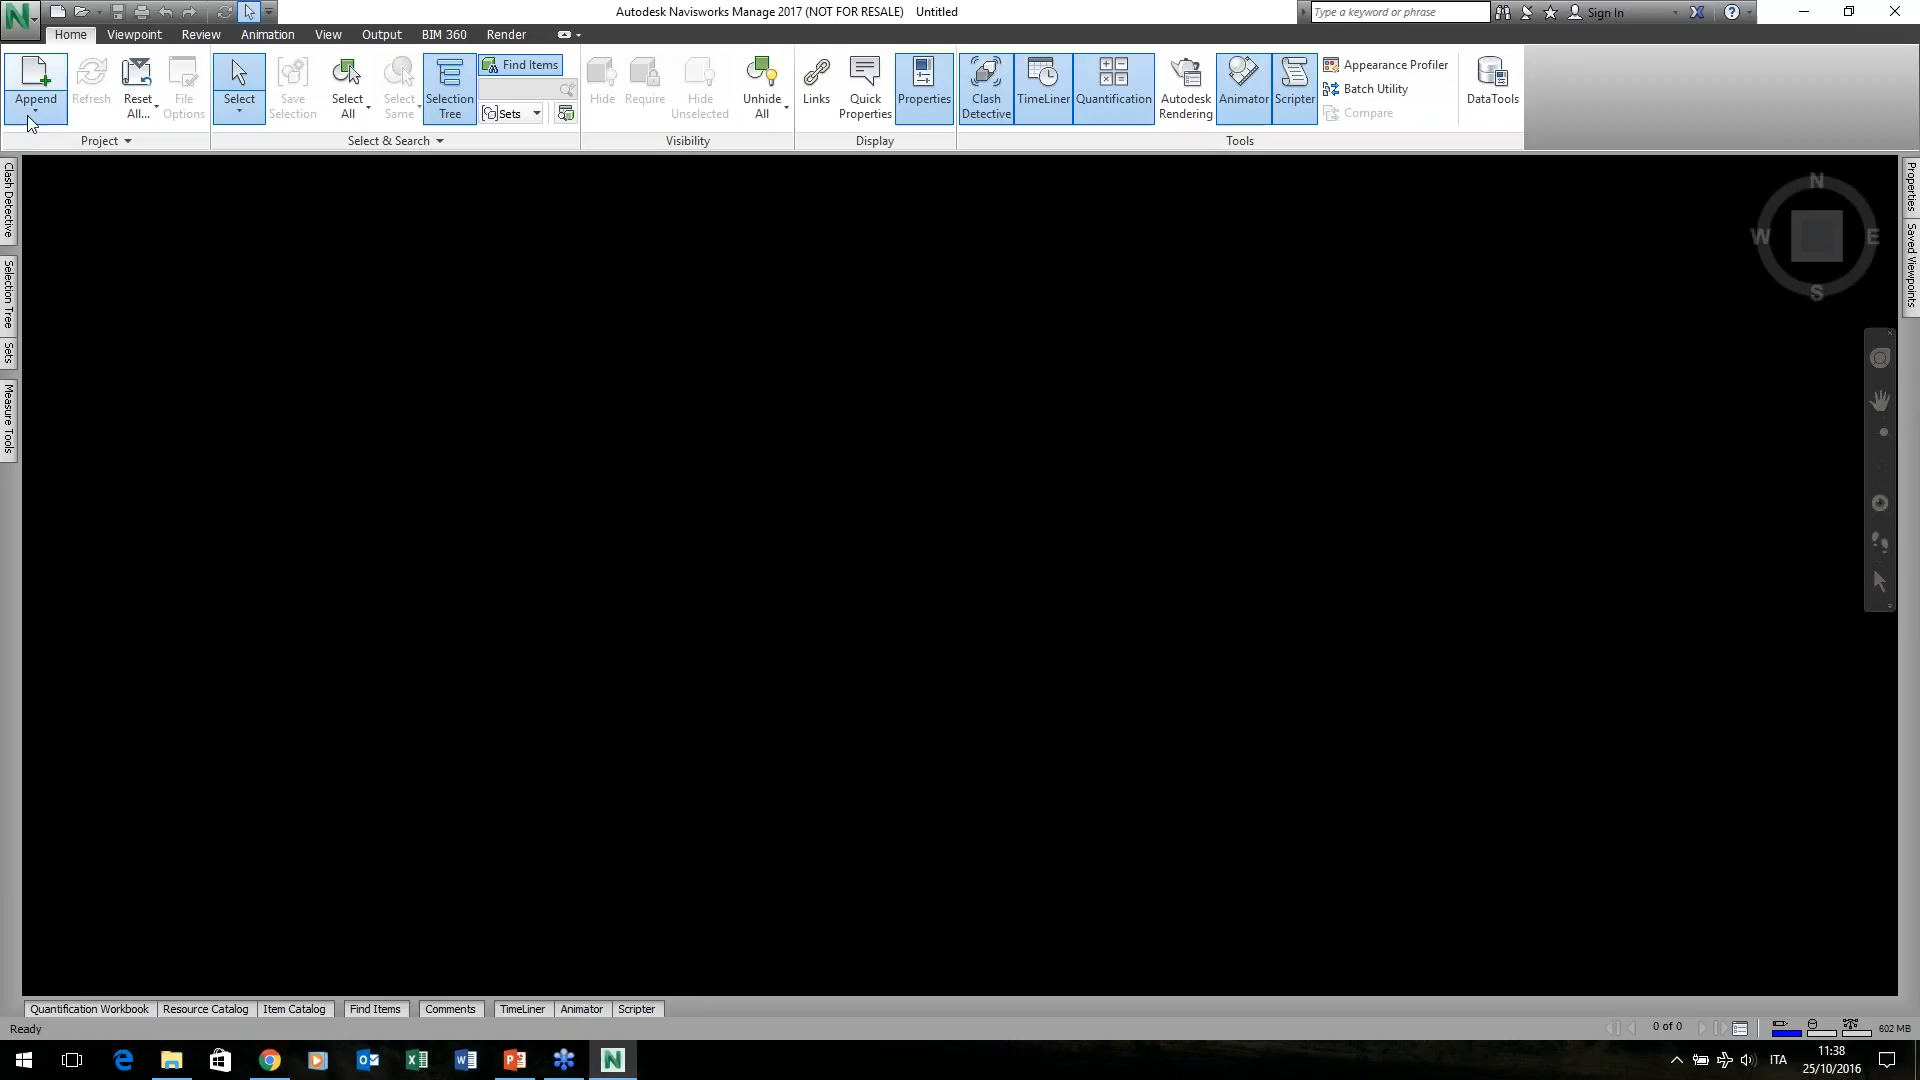 Autodesk Navisworks Manage 2017 (NOT FOR RESALE) Untitled
Type a keyword or phrase
Sign In
Home Viewpoint Review Animation View Output BIM 360 Render
Append
Refresh
Reset
All...
File
Options
Project
Select
Save
Selection
Select
All
Select
Same
Selection
Tree
Find Items
Sets
Select & Search
Hide
Require
Hide
Unselected
Unhide
All
Visibility
Links
Quick
Properties
Properties
Display
Clash
Detective
TimeLiner
Quantification
Autodesk
Rendering
Animator
Scripter
Appearance Profiler
Batch Utility
Compare
DataTools
Tools
Clash Detective
Selection Tree
Sets
Measure Tools
N
W
E
S
Properties
Saved Viewpoints
Quantification Workbook Resource Catalog Item Catalog Find Items Comments TimeLiner Animator Scripter
Ready
0 of 0
602 MB
ITA
11:38
25/10/2016